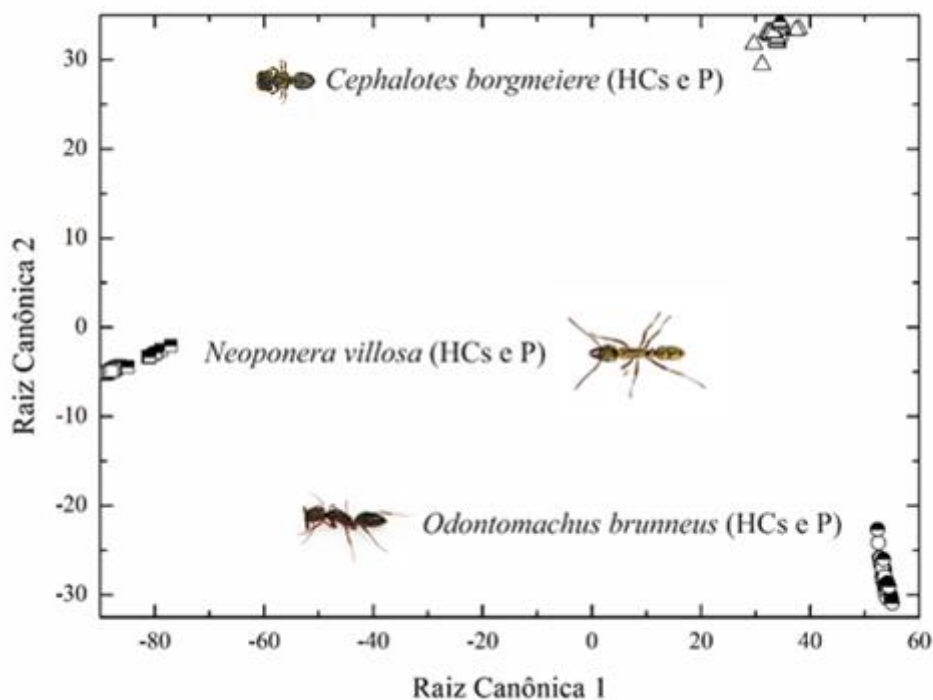 30
Cephalotes borgmeiere (HCs e P)
20
10
Raiz Canônica 2
0
Neoponera villosa (HCs e P)
-10
-20
Odontomachus brunneus (HCs e P)
-30
-80 -60 -40 -20 0 20 40 60
Raiz Canônica 1